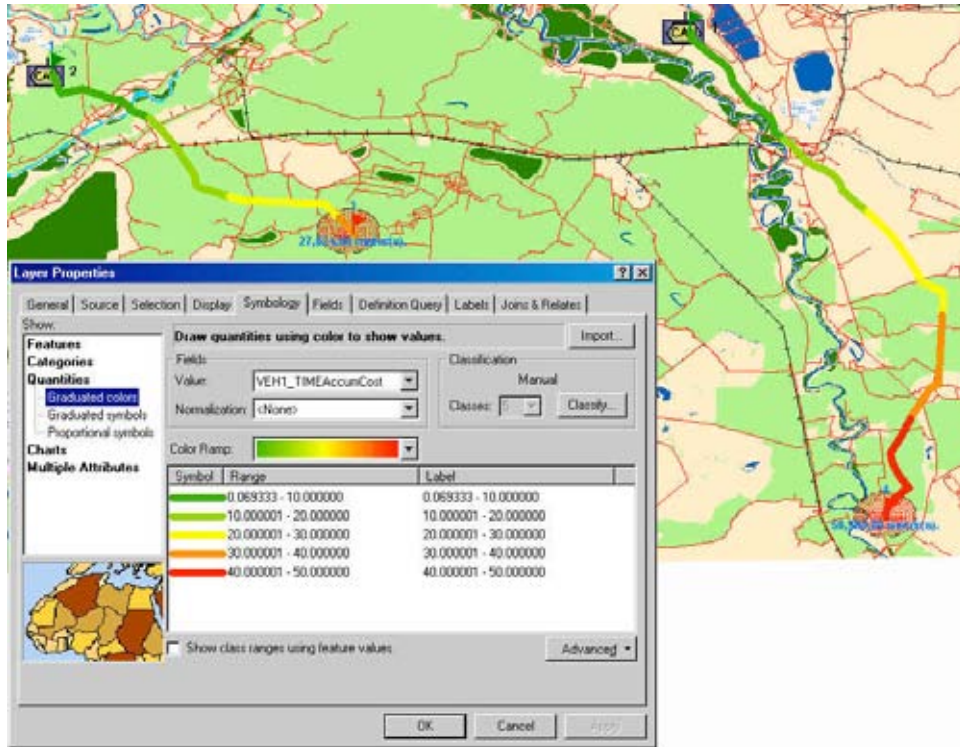 CA
2
CA
1
Layer Properties
General Source Selection Display Symbology Fields Definition Query Labels Joins & Relates
Show:
Features
Categories
Quantities
Graduated colors
Graduated symbols
Proportional symbols
Charts
Multiple Attributes
Draw quantities using color to show values.
Import...
Fields
Value: VEH1_TIMEAccumCost
Normalization: <None>
Classification
Manual
Classes: 5
Classify...
Color Ramp:
Symbol Range Label
0.069333 - 10.000000 0.069333 - 10.000000
10.000001 - 20.000000 10.000001 - 20.000000
20.000001 - 30.000000 20.000001 - 30.000000
30.000001 - 40.000000 30.000001 - 40.000000
40.000001 - 50.000000 40.000001 - 50.000000
Show class ranges using feature values
Advanced
OK Cancel Apply